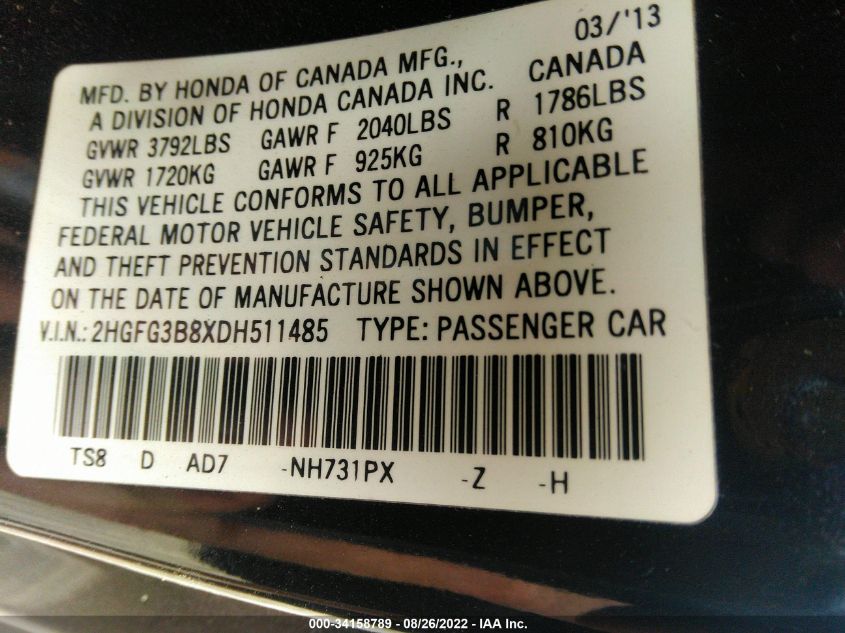 03/'13
MFD. BY HONDA OF CANADA MFG.,
A DIVISION OF HONDA CANADA INC. CANADA
GVWR 3792LBS GAWR F 2040LBS R 1786LBS
GVWR 1720KG GAWR F 925KG R 810KG
THIS VEHICLE CONFORMS TO ALL APPLICABLE
FEDERAL MOTOR VEHICLE SAFETY, BUMPER,
AND THEFT PREVENTION STANDARDS IN EFFECT
ON THE DATE OF MANUFACTURE SHOWN ABOVE.
V.I.N.: 2HGFG3B8XDH511485 TYPE: PASSENGER CAR
TS8 D AD7 -NH731PX -Z -H
000-34158789 - 08/26/2022 - IAA Inc.